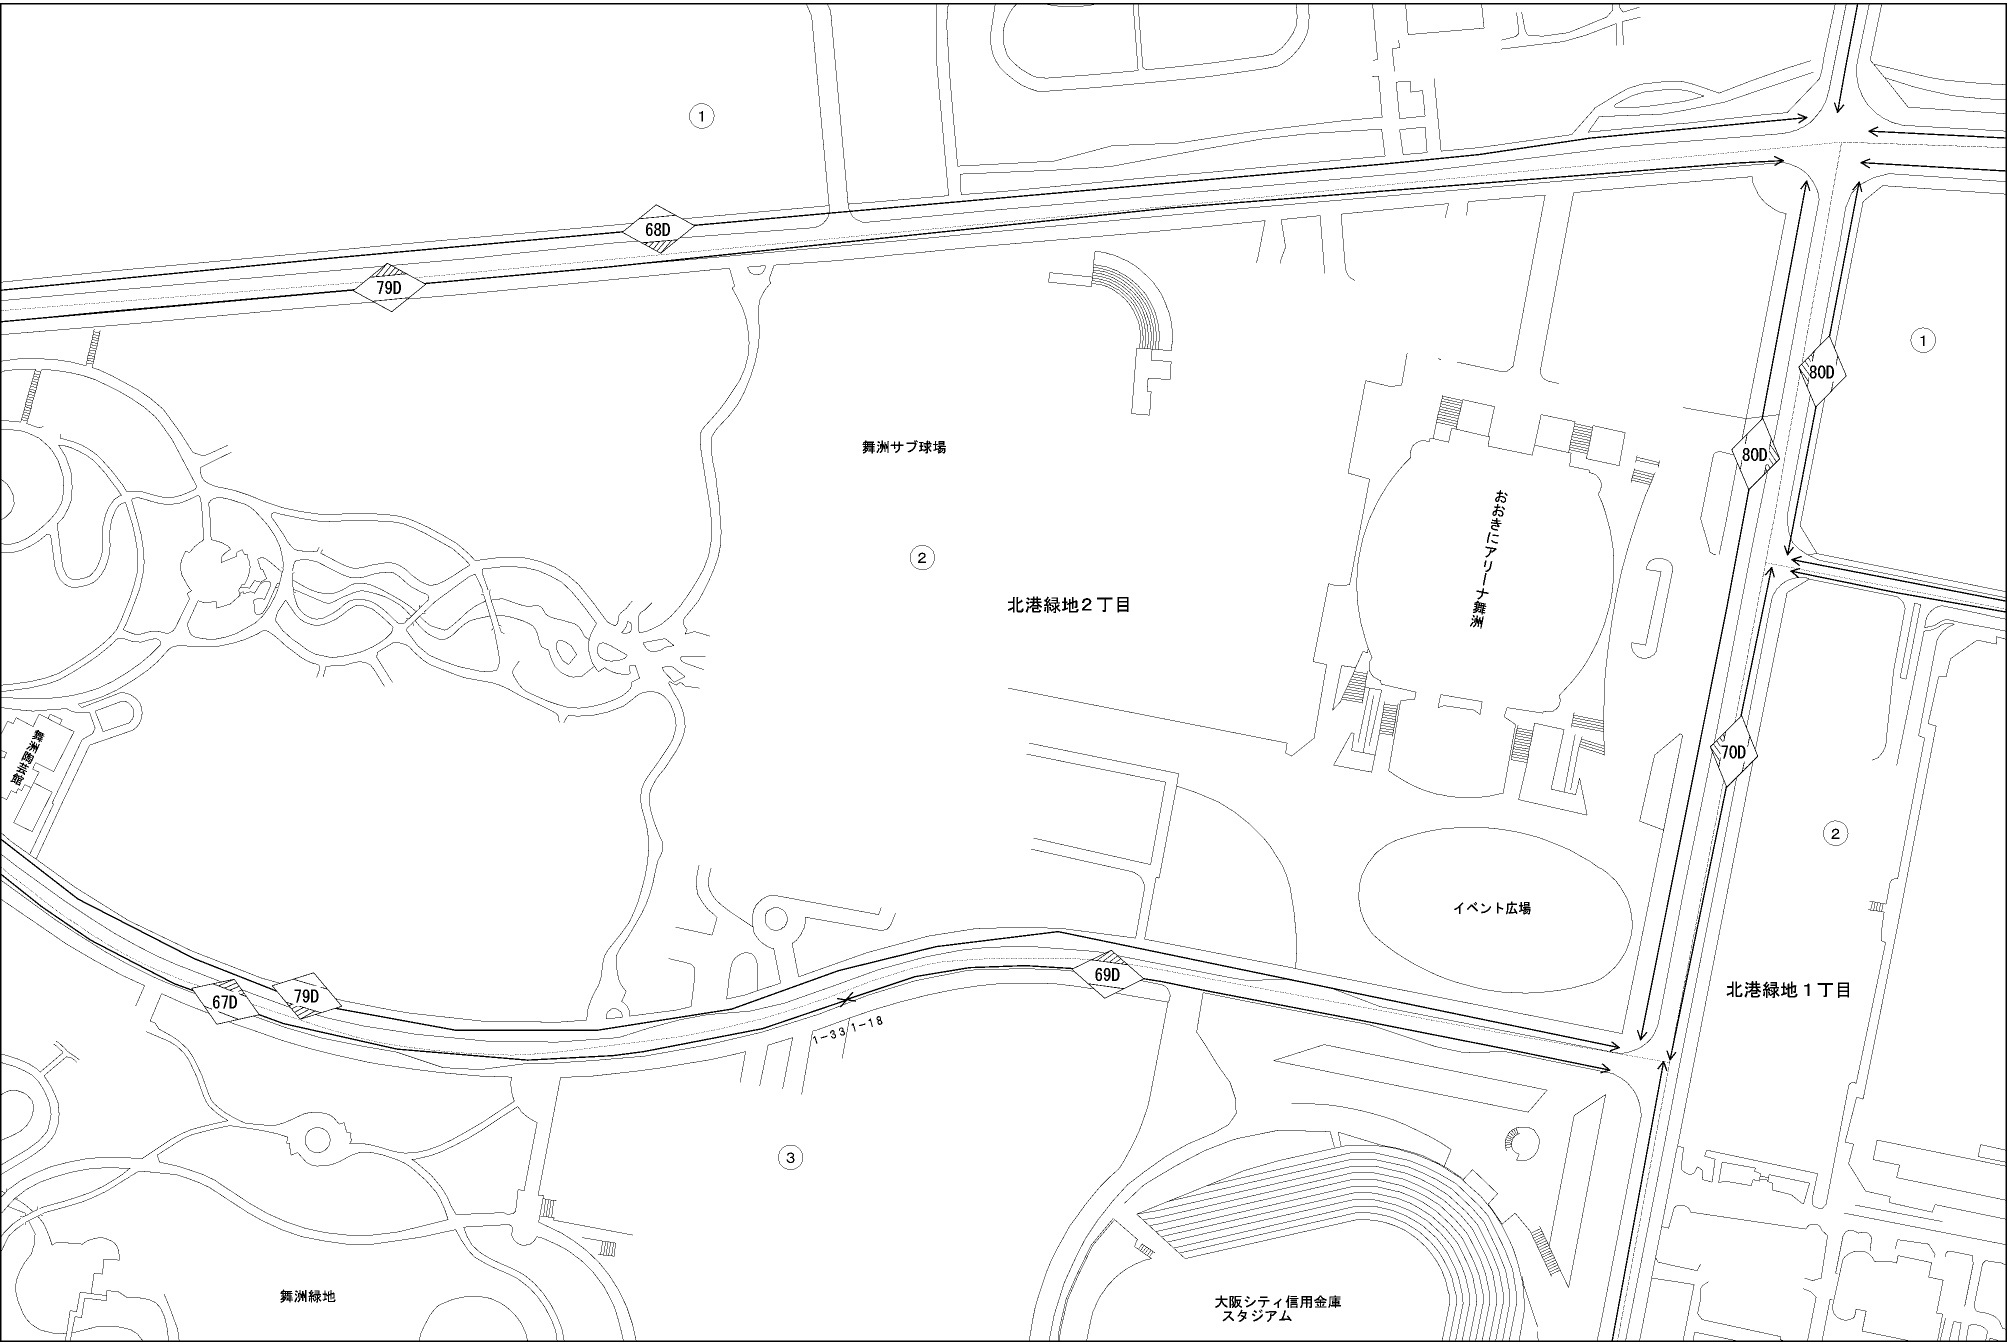 ①
68D
79D
①
80D
80D
舞洲サブ球場
おおきにアリーナ舞洲
②
北港緑地2丁目
舞洲陶芸館
70D
②
イベント広場
69D
北港緑地1丁目
67D
79D
1-33
1-18
③
舞洲緑地
大阪シティ信用金庫
スタジアム